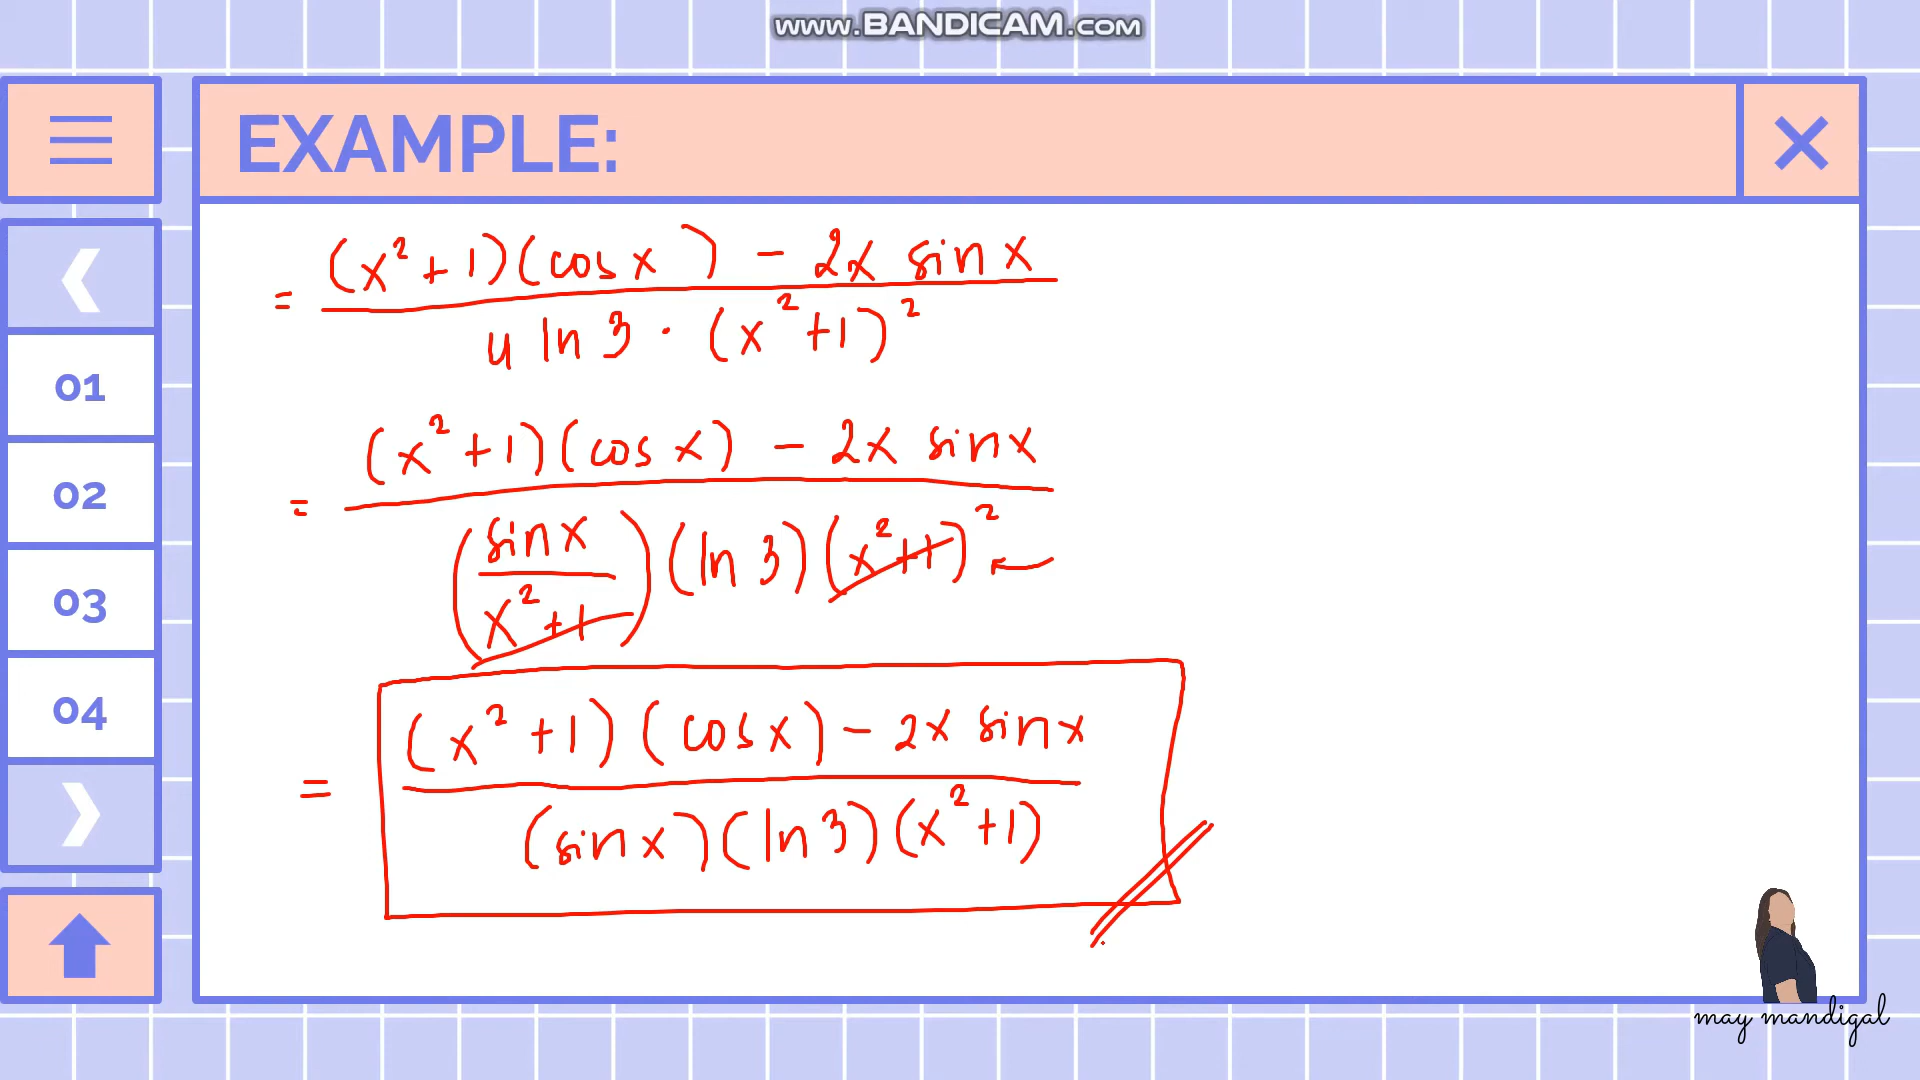 www.BANDICAM.com
EXAMPLE:
01
02
03
04
= (x²+1)(cos x) - 2x sin x
u ln 3 · (x²+1)²
= (x²+1)(cos x) - 2x sin x
(sin x / x²+1) (ln 3) (x²+1)²
= (x²+1)(cos x) - 2x sin x
(sin x)(ln 3)(x²+1)
may mandigal